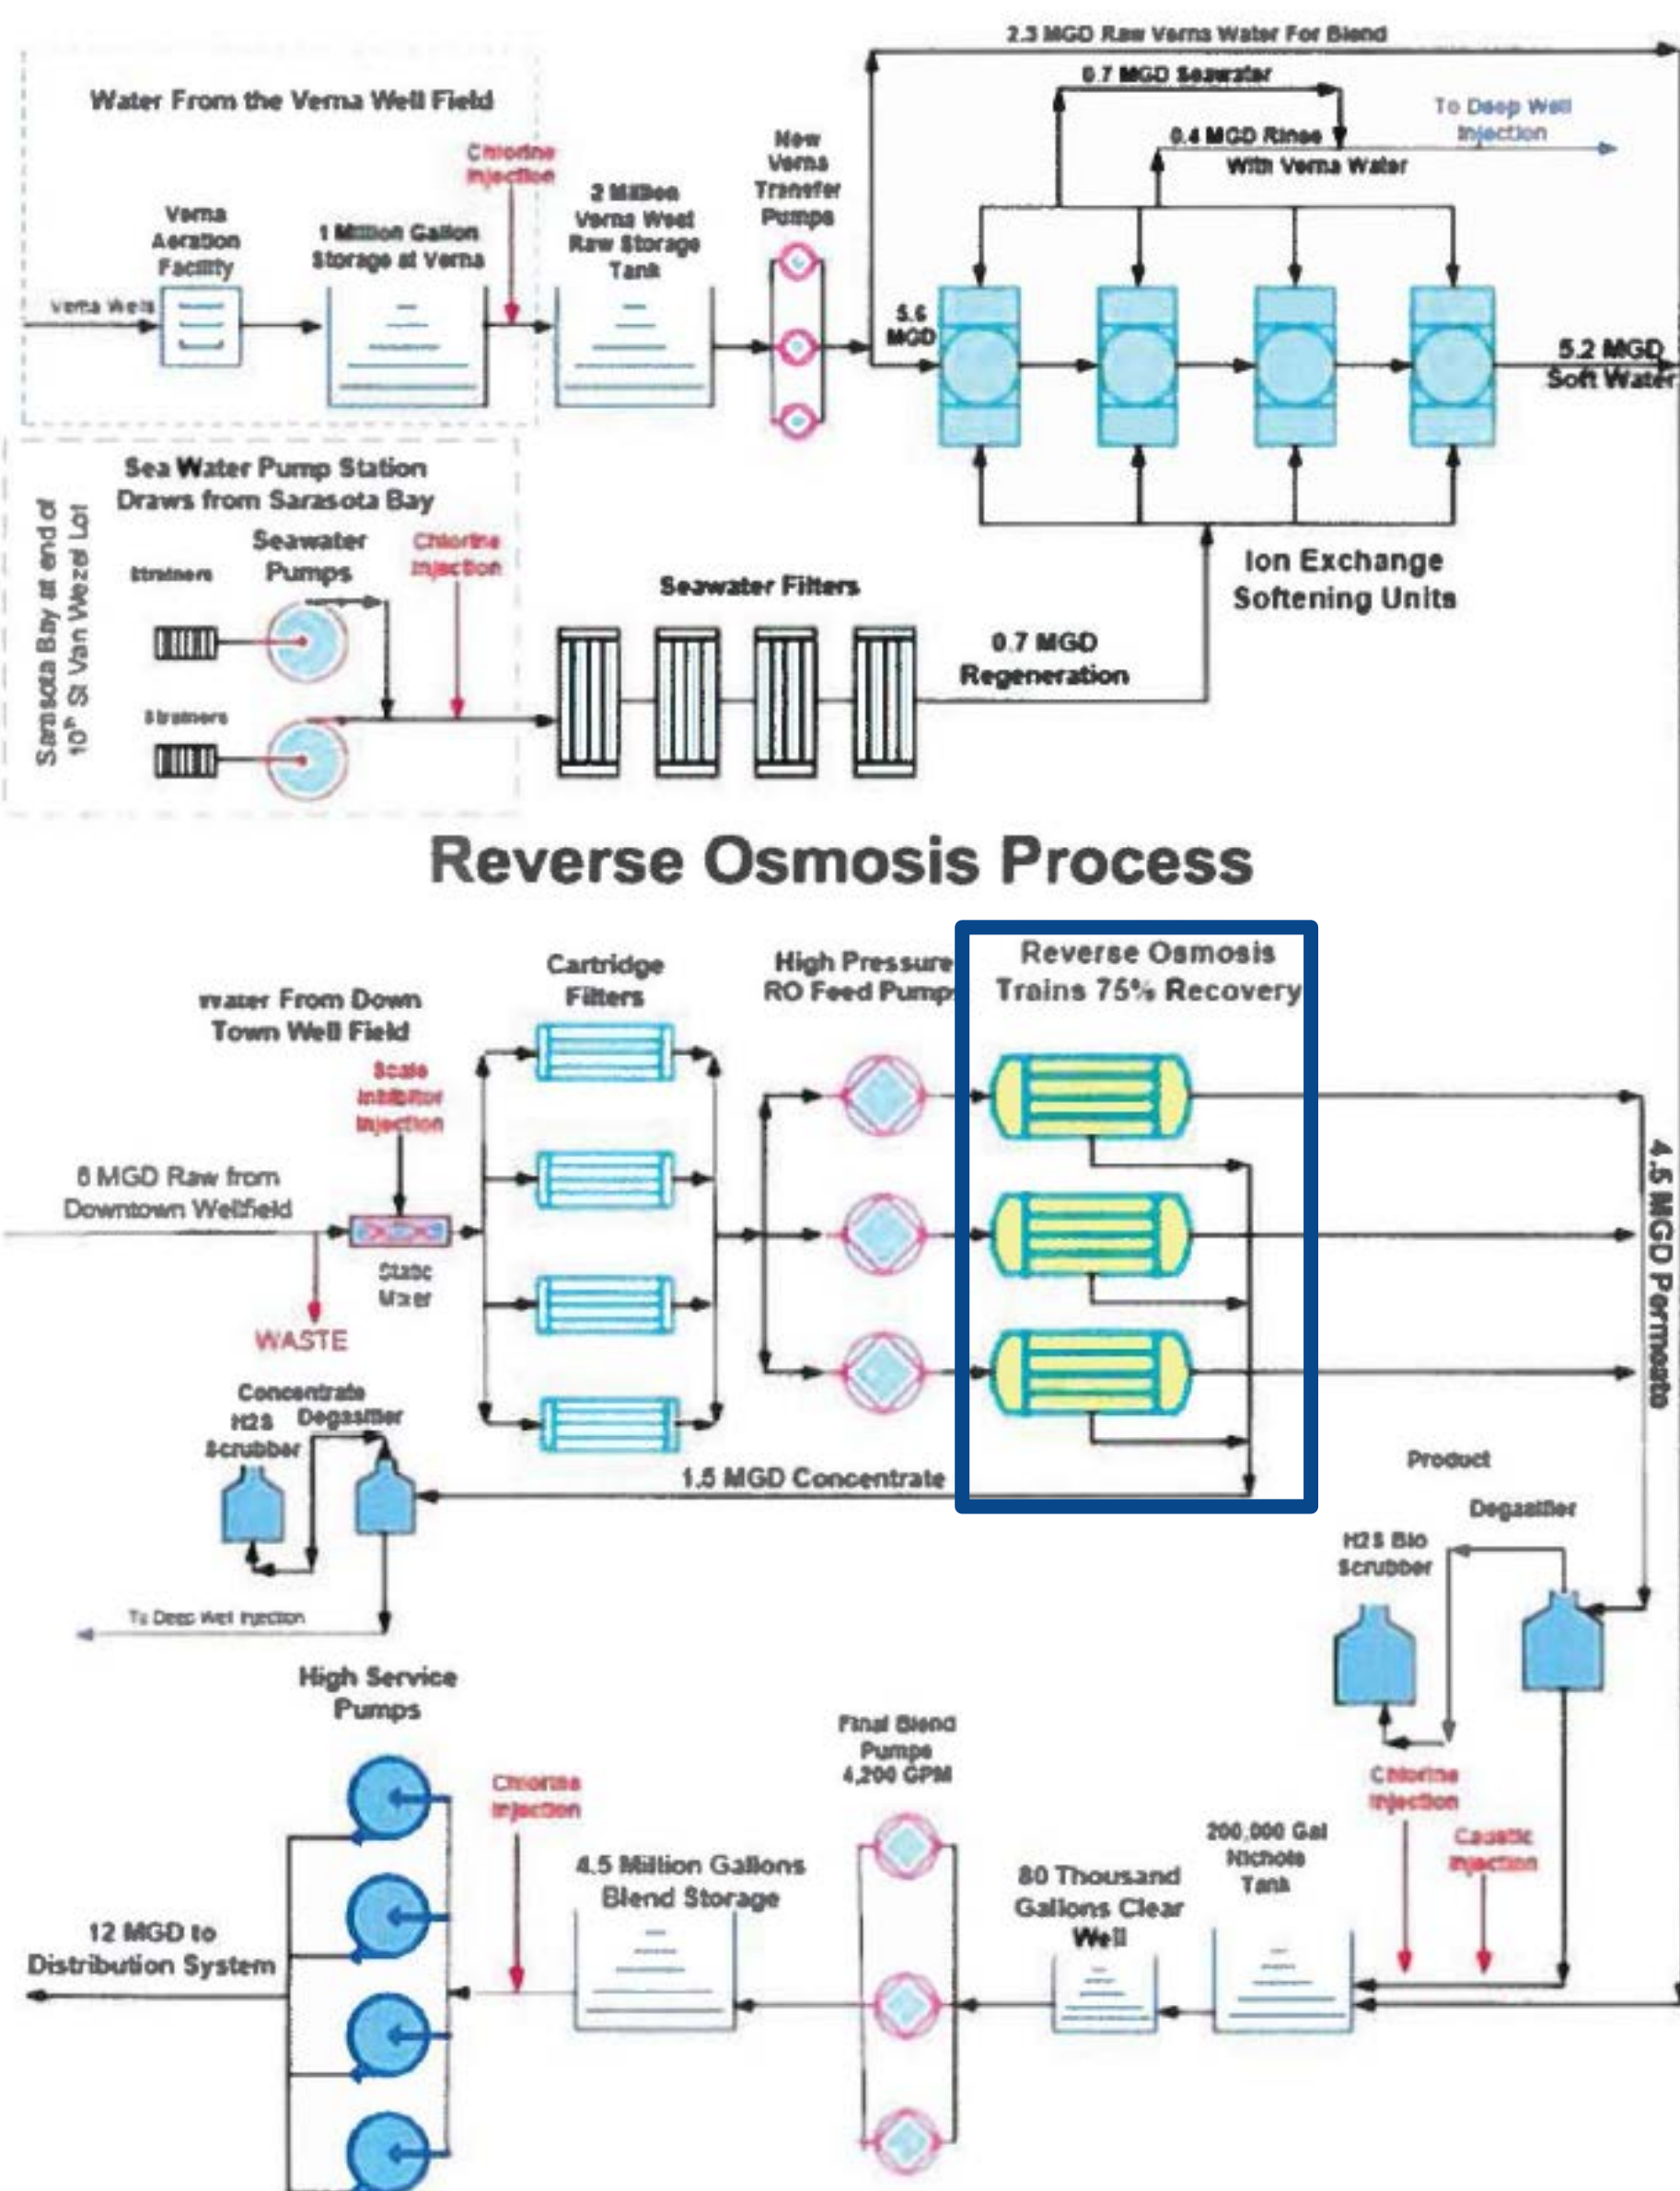 2.3 MGD Raw Verna Water For Blend
0.7 MGD Seawater
Water From the Verna Well Field
To Deep Well
Injection
0.4 MGD Rinse
With Verna Water
Chlorine
Injection
New
Verna
Transfer
Pumps
2 Million
Verna West
Raw Storage
Tank
Verna
Aeration
Facility
1 Million Gallon
Storage at Verna
Verna Wells
5.6
MGD
5.2 MGD
Soft Water
Sea Water Pump Station
Draws from Sarasota Bay
Sarasota Bay at end of
10th St Van Wezel Lot
Seawater
Pumps
Strainers
Chlorine
Injection
Strainers
Seawater Filters
Ion Exchange
Softening Units
0.7 MGD
Regeneration
Reverse Osmosis Process
Water From Down
Town Well Field
Cartridge
Filters
High Pressure
RO Feed Pumps
Reverse Osmosis
Trains 75% Recovery
Scale
Inhibitor
Injection
6 MGD Raw from
Downtown Wellfield
Static
Mixer
WASTE
4.5 MGD Permeate
Concentrate
H2S
Scrubber
Degasifier
1.5 MGD Concentrate
To Deep Well Injection
Product
Degasifier
H2S Bio
Scrubber
High Service
Pumps
Final Blend
Pumps
4,200 GPM
Chlorine
Injection
Caustic
Injection
200,000 Gal
Nichols
Tank
80 Thousand
Gallons Clear
Well
4.5 Million Gallons
Blend Storage
Chlorine
Injection
12 MGD to
Distribution System